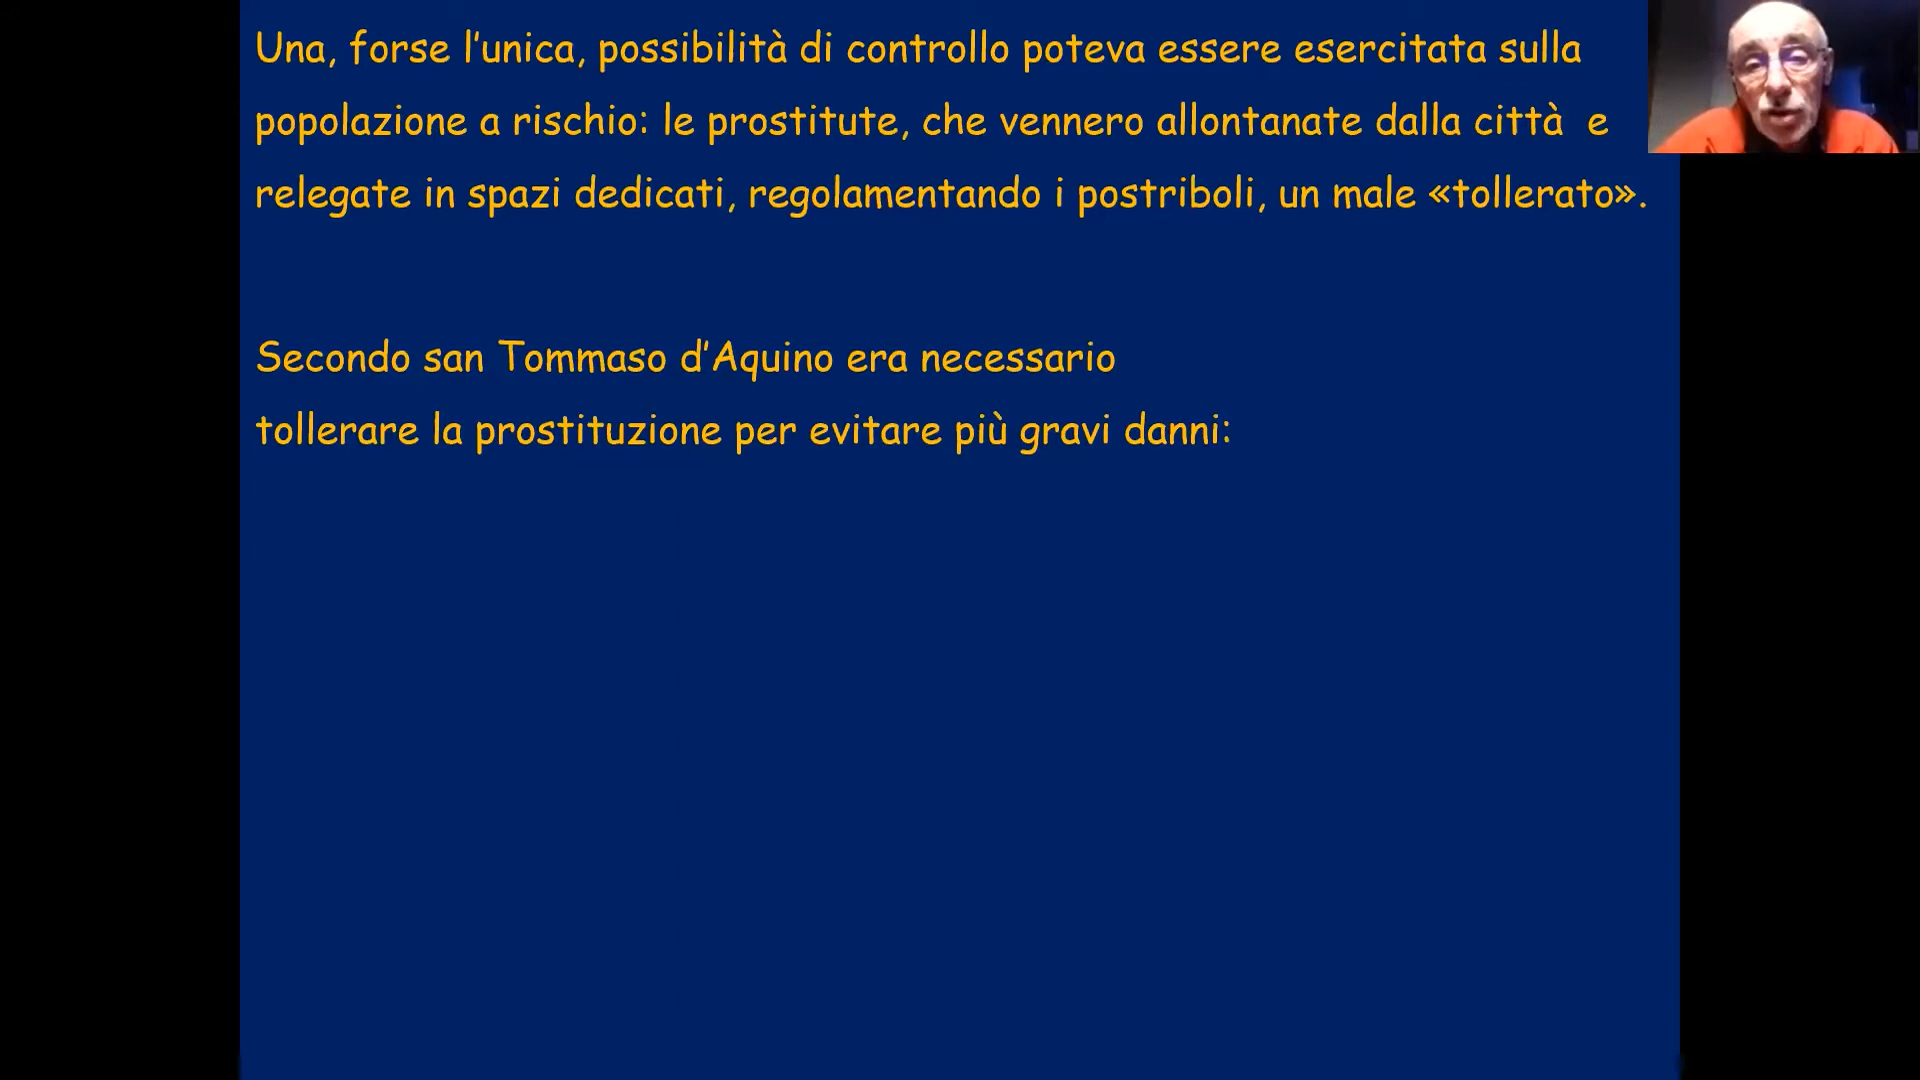 Una, forse l’unica, possibilità di controllo poteva essere esercitata sulla
popolazione a rischio: le prostitute, che vennero allontanate dalla città  e
relegate in spazi dedicati, regolamentando i postriboli, un male «tollerato».
Secondo san Tommaso d’Aquino era necessario
tollerare la prostituzione per evitare più gravi danni: